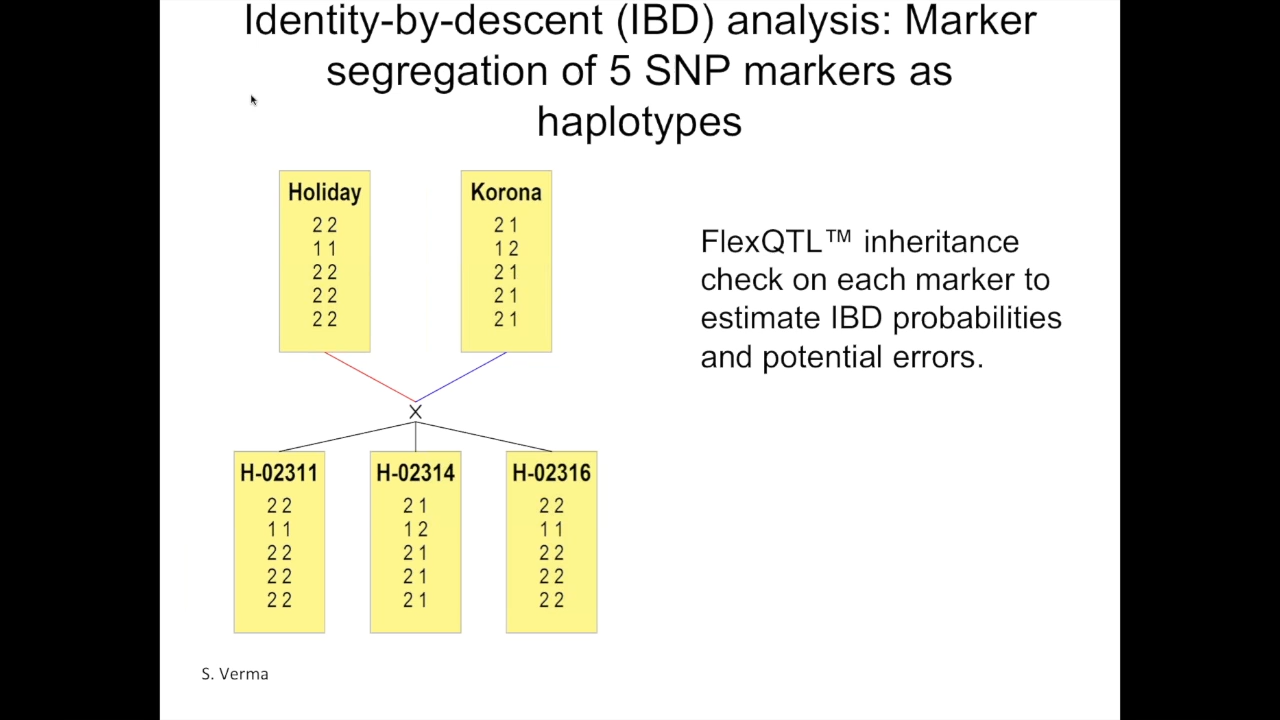 Identity-by-descent (IBD) analysis: Marker
segregation of 5 SNP markers as
haplotypes
Holiday
2 2
1 1
2 2
2 2
2 2
Korona
2 1
1 2
2 1
2 1
2 1
FlexQTL™ inheritance
check on each marker to
estimate IBD probabilities
and potential errors.
X
H-02311
2 2
1 1
2 2
2 2
2 2
H-02314
2 1
1 2
2 1
2 1
2 1
H-02316
2 2
1 1
2 2
2 2
2 2
S. Verma